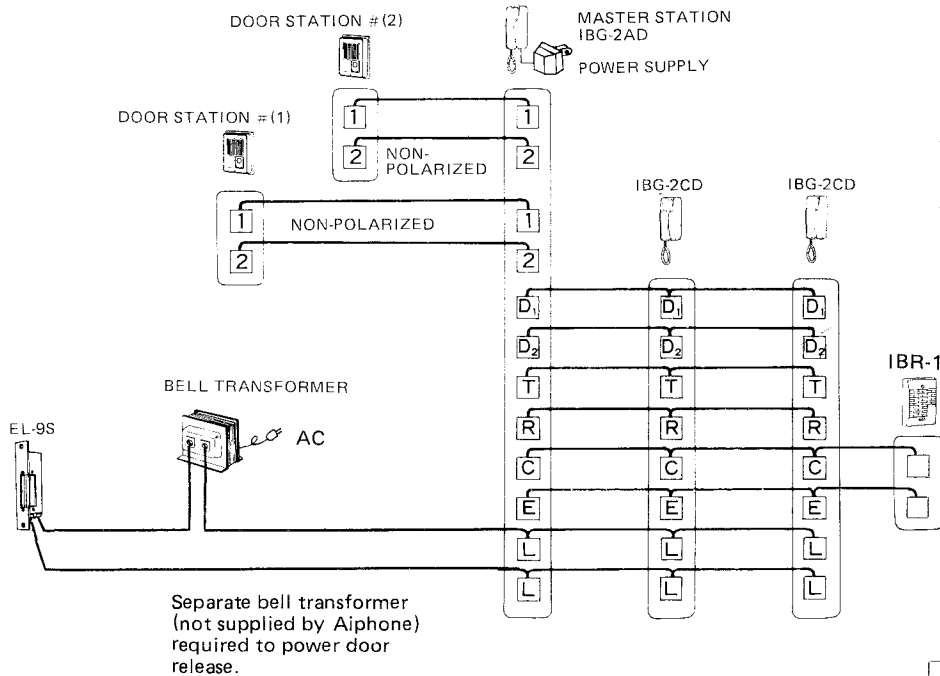 DOOR STATION #(2)
MASTER STATION
IBG-2AD
POWER SUPPLY
DOOR STATION #(1)
1 1
2 NON-POLARIZED 2
IBG-2CD IBG-2CD
1 NON-POLARIZED 1
2 2
D1 D1 D1
D2 D2 D2
IBR-1
T T T
BELL TRANSFORMER
R R R
EL-9S
AC
C C C
E E E
L L L
L L L
Separate bell transformer
(not supplied by Aiphone)
required to power door
release.